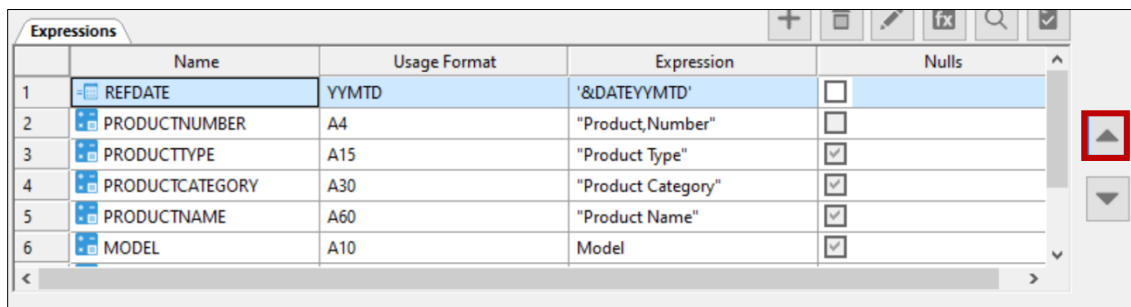 Expressions
fx
Name Usage Format Expression Nulls
1 REFDATE YYMTD '&DATEYYMTD'
2 PRODUCTNUMBER A4 "Product,Number"
3 PRODUCTTYPE A15 "Product Type"
4 PRODUCTCATEGORY A30 "Product Category"
5 PRODUCTNAME A60 "Product Name"
6 MODEL A10 Model